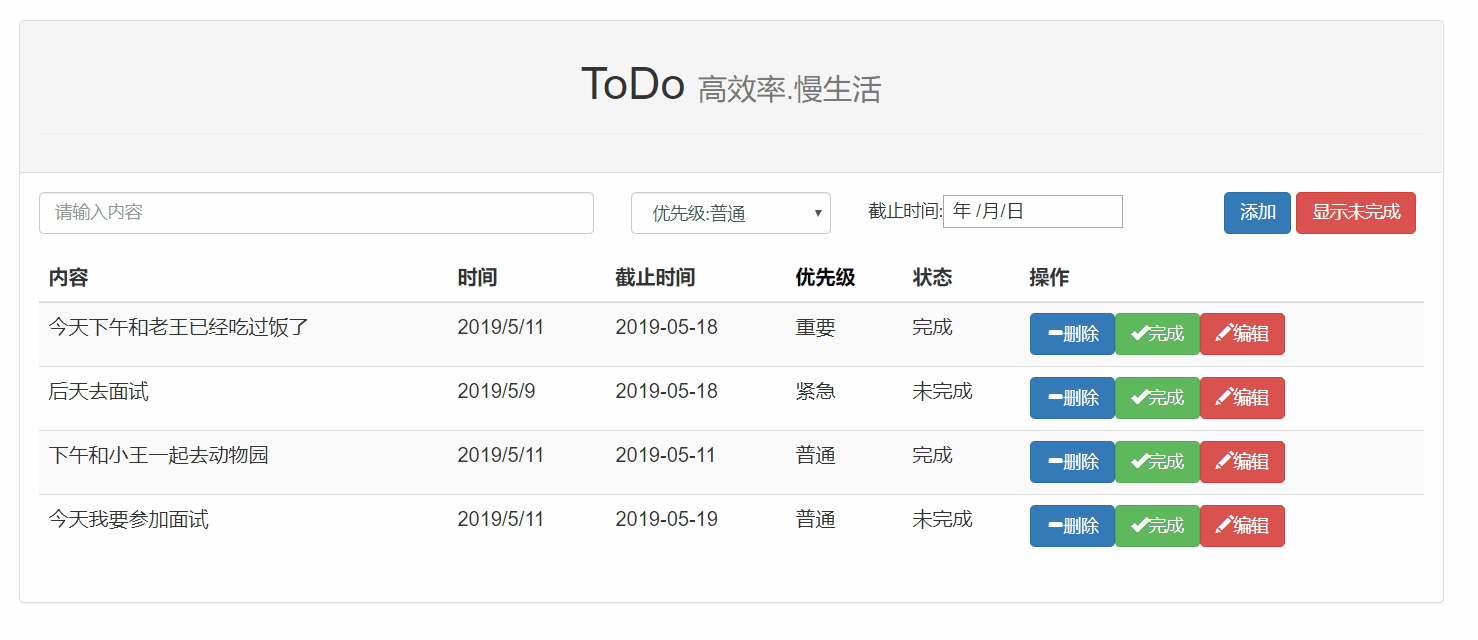 ToDo 高效率.慢生活
请输入内容 优先级:普通 截止时间: 年 /月/日 添加 显示未完成
内容 时间 截止时间 优先级 状态 操作
今天下午和老王已经吃过饭了 2019/5/11 2019-05-18 重要 完成 删除 完成 编辑
后天去面试 2019/5/9 2019-05-18 紧急 未完成 删除 完成 编辑
下午和小王一起去动物园 2019/5/11 2019-05-11 普通 完成 删除 完成 编辑
今天我要参加面试 2019/5/11 2019-05-19 普通 未完成 删除 完成 编辑